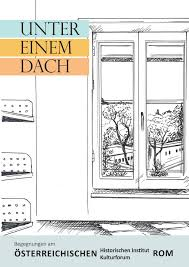 UNTER
EINEM
DACH
Begegnungen am
ÖSTERREICHISCHEN Historischen Institut
Kulturforum ROM